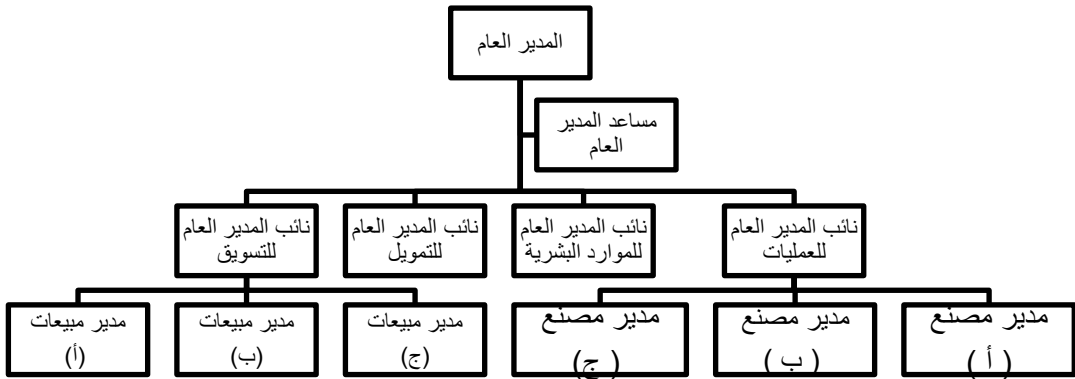 المدير العام
مساعد المدير
العام
نائب المدير العام
للعمليات
نائب المدير العام
للموارد البشرية
نائب المدير العام
للتمويل
نائب المدير العام
للتسويق
مدير مصنع
( أ )
مدير مصنع
( ب )
مدير مصنع
( ج )
مدير مبيعات
(ج)
مدير مبيعات
(ب)
مدير مبيعات
(أ)